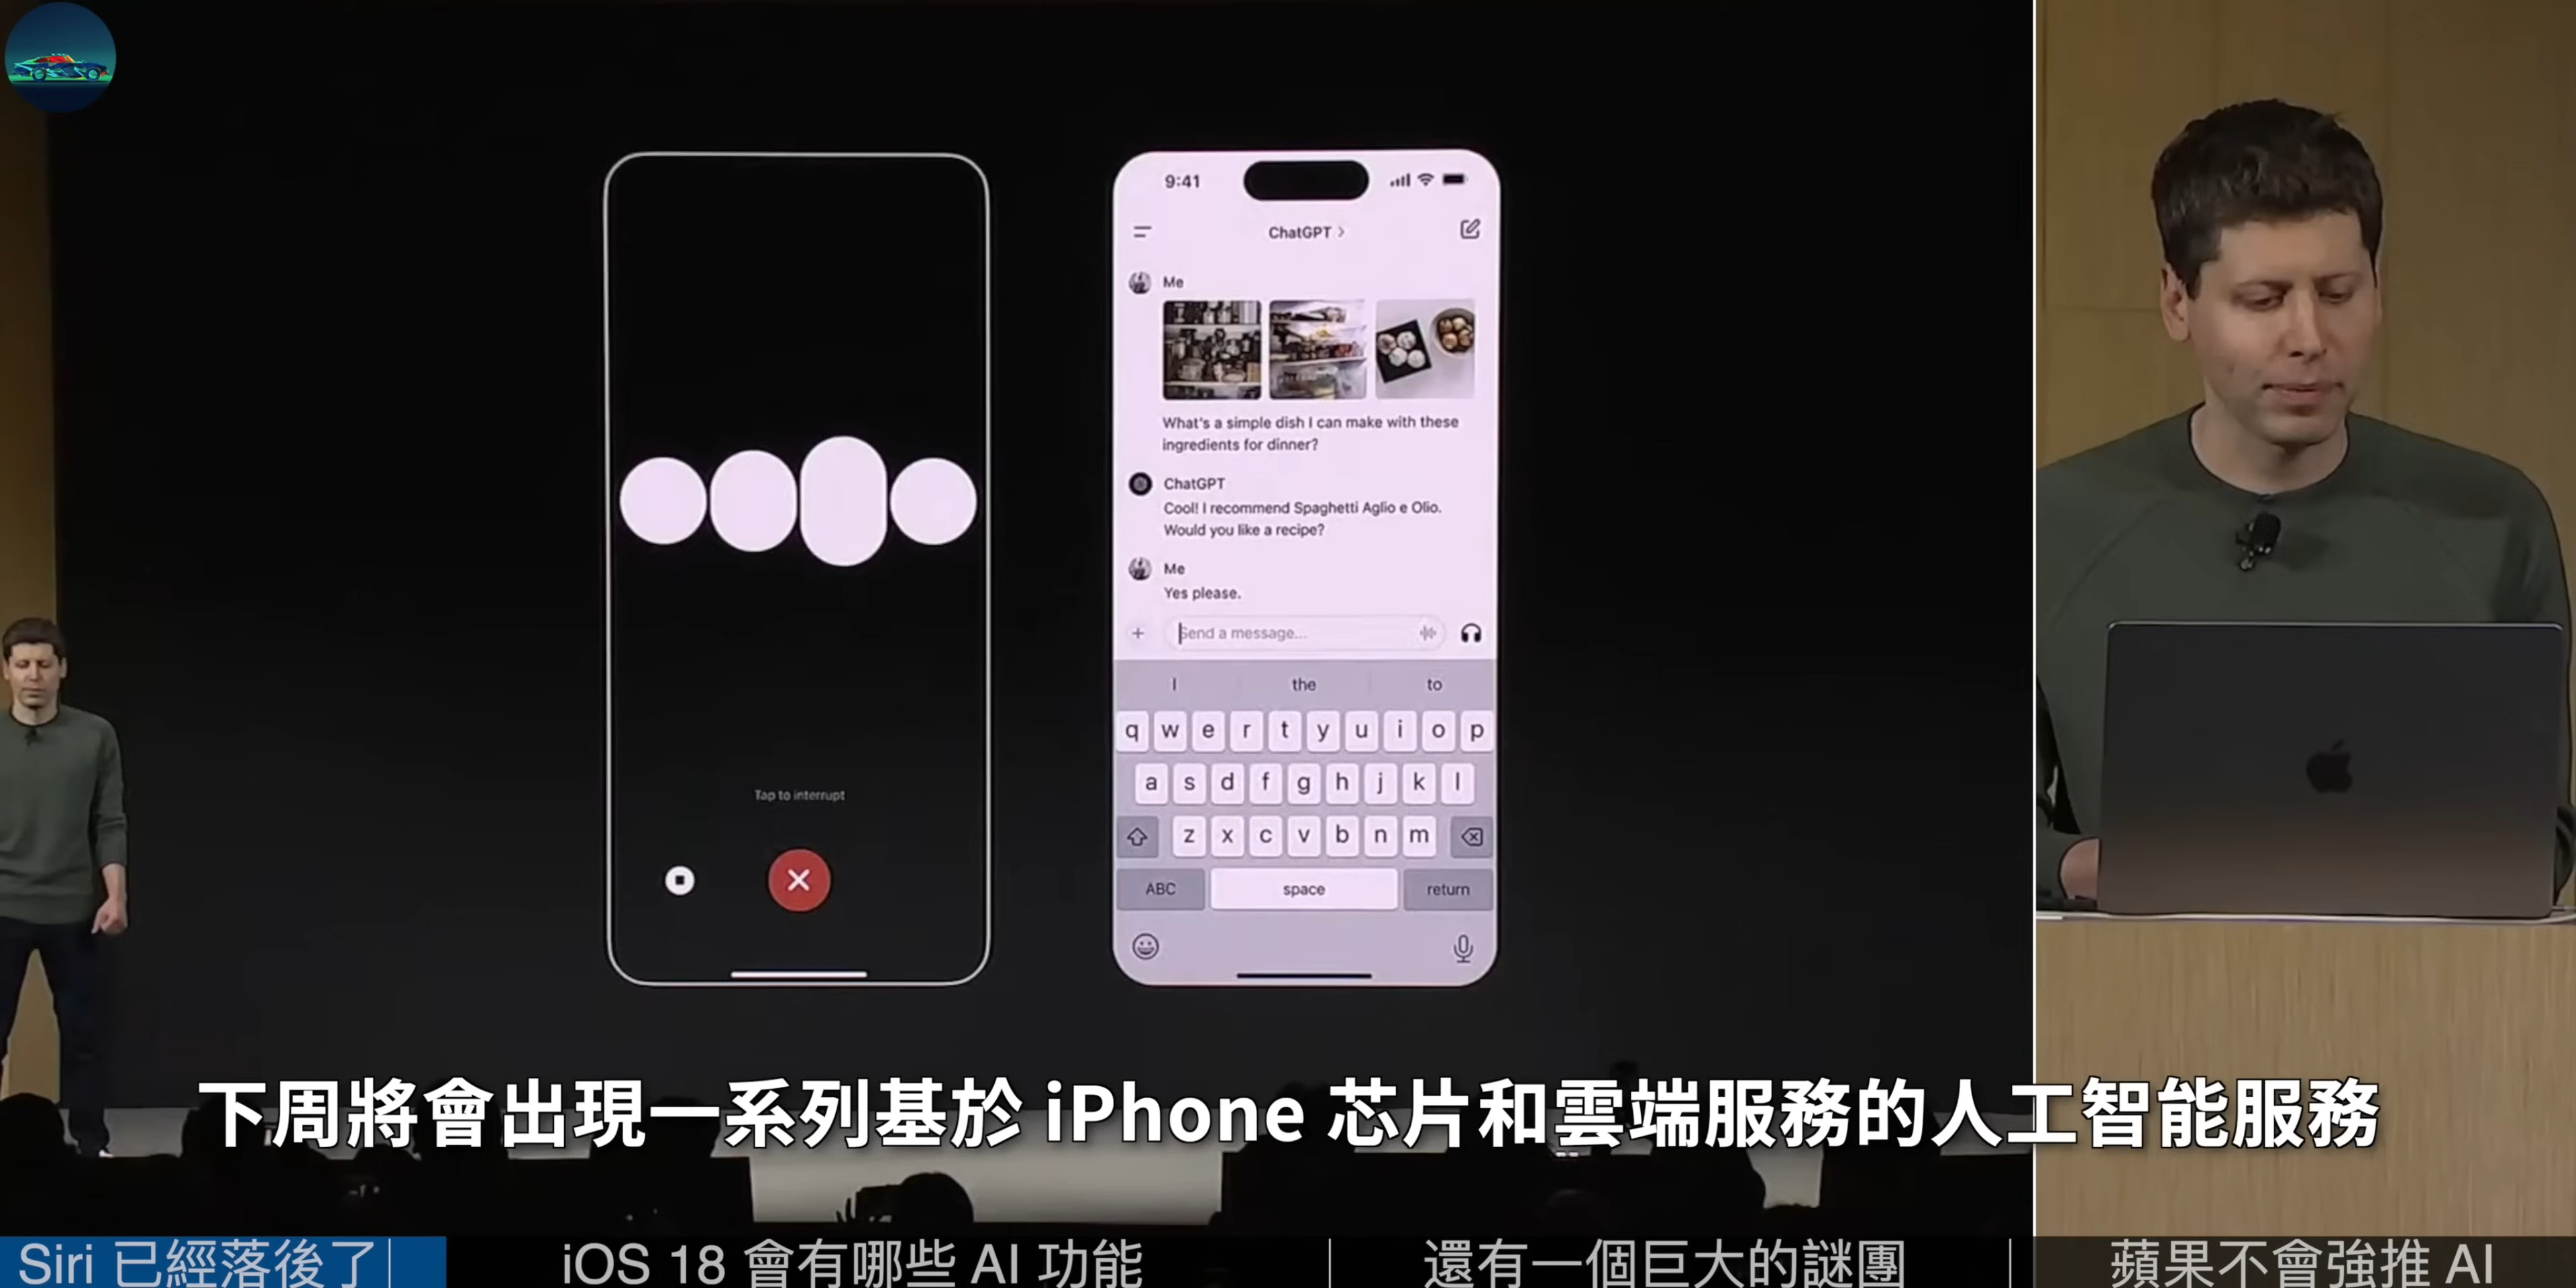 9:41
ChatGPT >
Me
What's a simple dish I can make with these
ingredients for dinner?
ChatGPT
Cool! I recommend Spaghetti Aglio e Olio.
Would you like a recipe?
Me
Yes please.
Send a message...
I the to
q w e r t y u i o p
a s d f g h j k l
z x c v b n m
ABC space return
Tap to interrupt
下周將會出現一系列基於 iPhone 芯片和雲端服務的人工智能服務
Siri 已經落後了
iOS 18 會有哪些 AI 功能
還有一個巨大的謎團
蘋果不會強推 AI